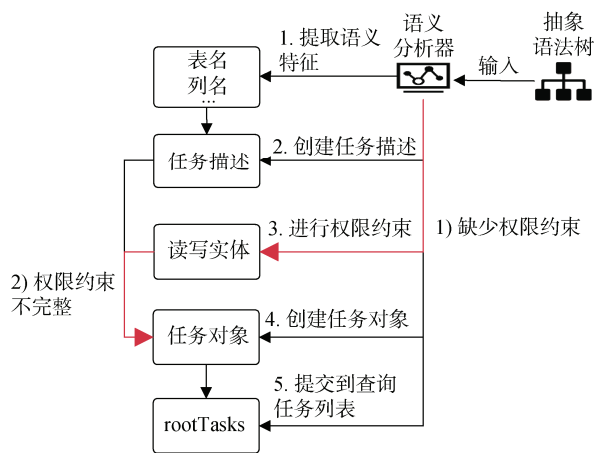 抽象
语法树
语义
分析器
输入
1. 提取语义
特征
表名
列名
...
2. 创建任务描述
任务描述
3. 进行权限约束
1) 缺少权限约束
读写实体
2) 权限约束
不完整
4. 创建任务对象
任务对象
5. 提交到查询
任务列表
rootTasks